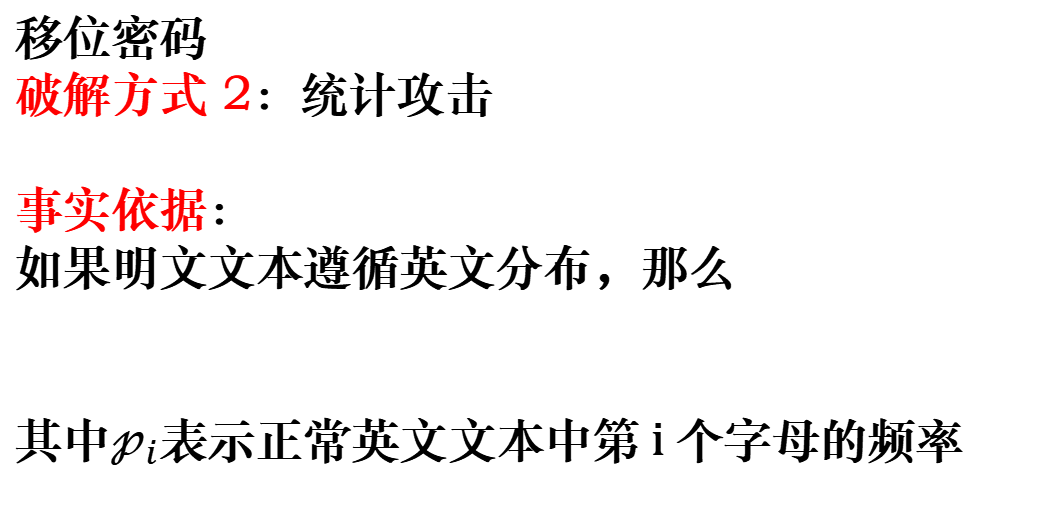 移位密码
破解方式 2：统计攻击
事实依据：
如果明文文本遵循英文分布，那么
其中𝓅ᵢ表示正常英文文本中第 i 个字母的频率